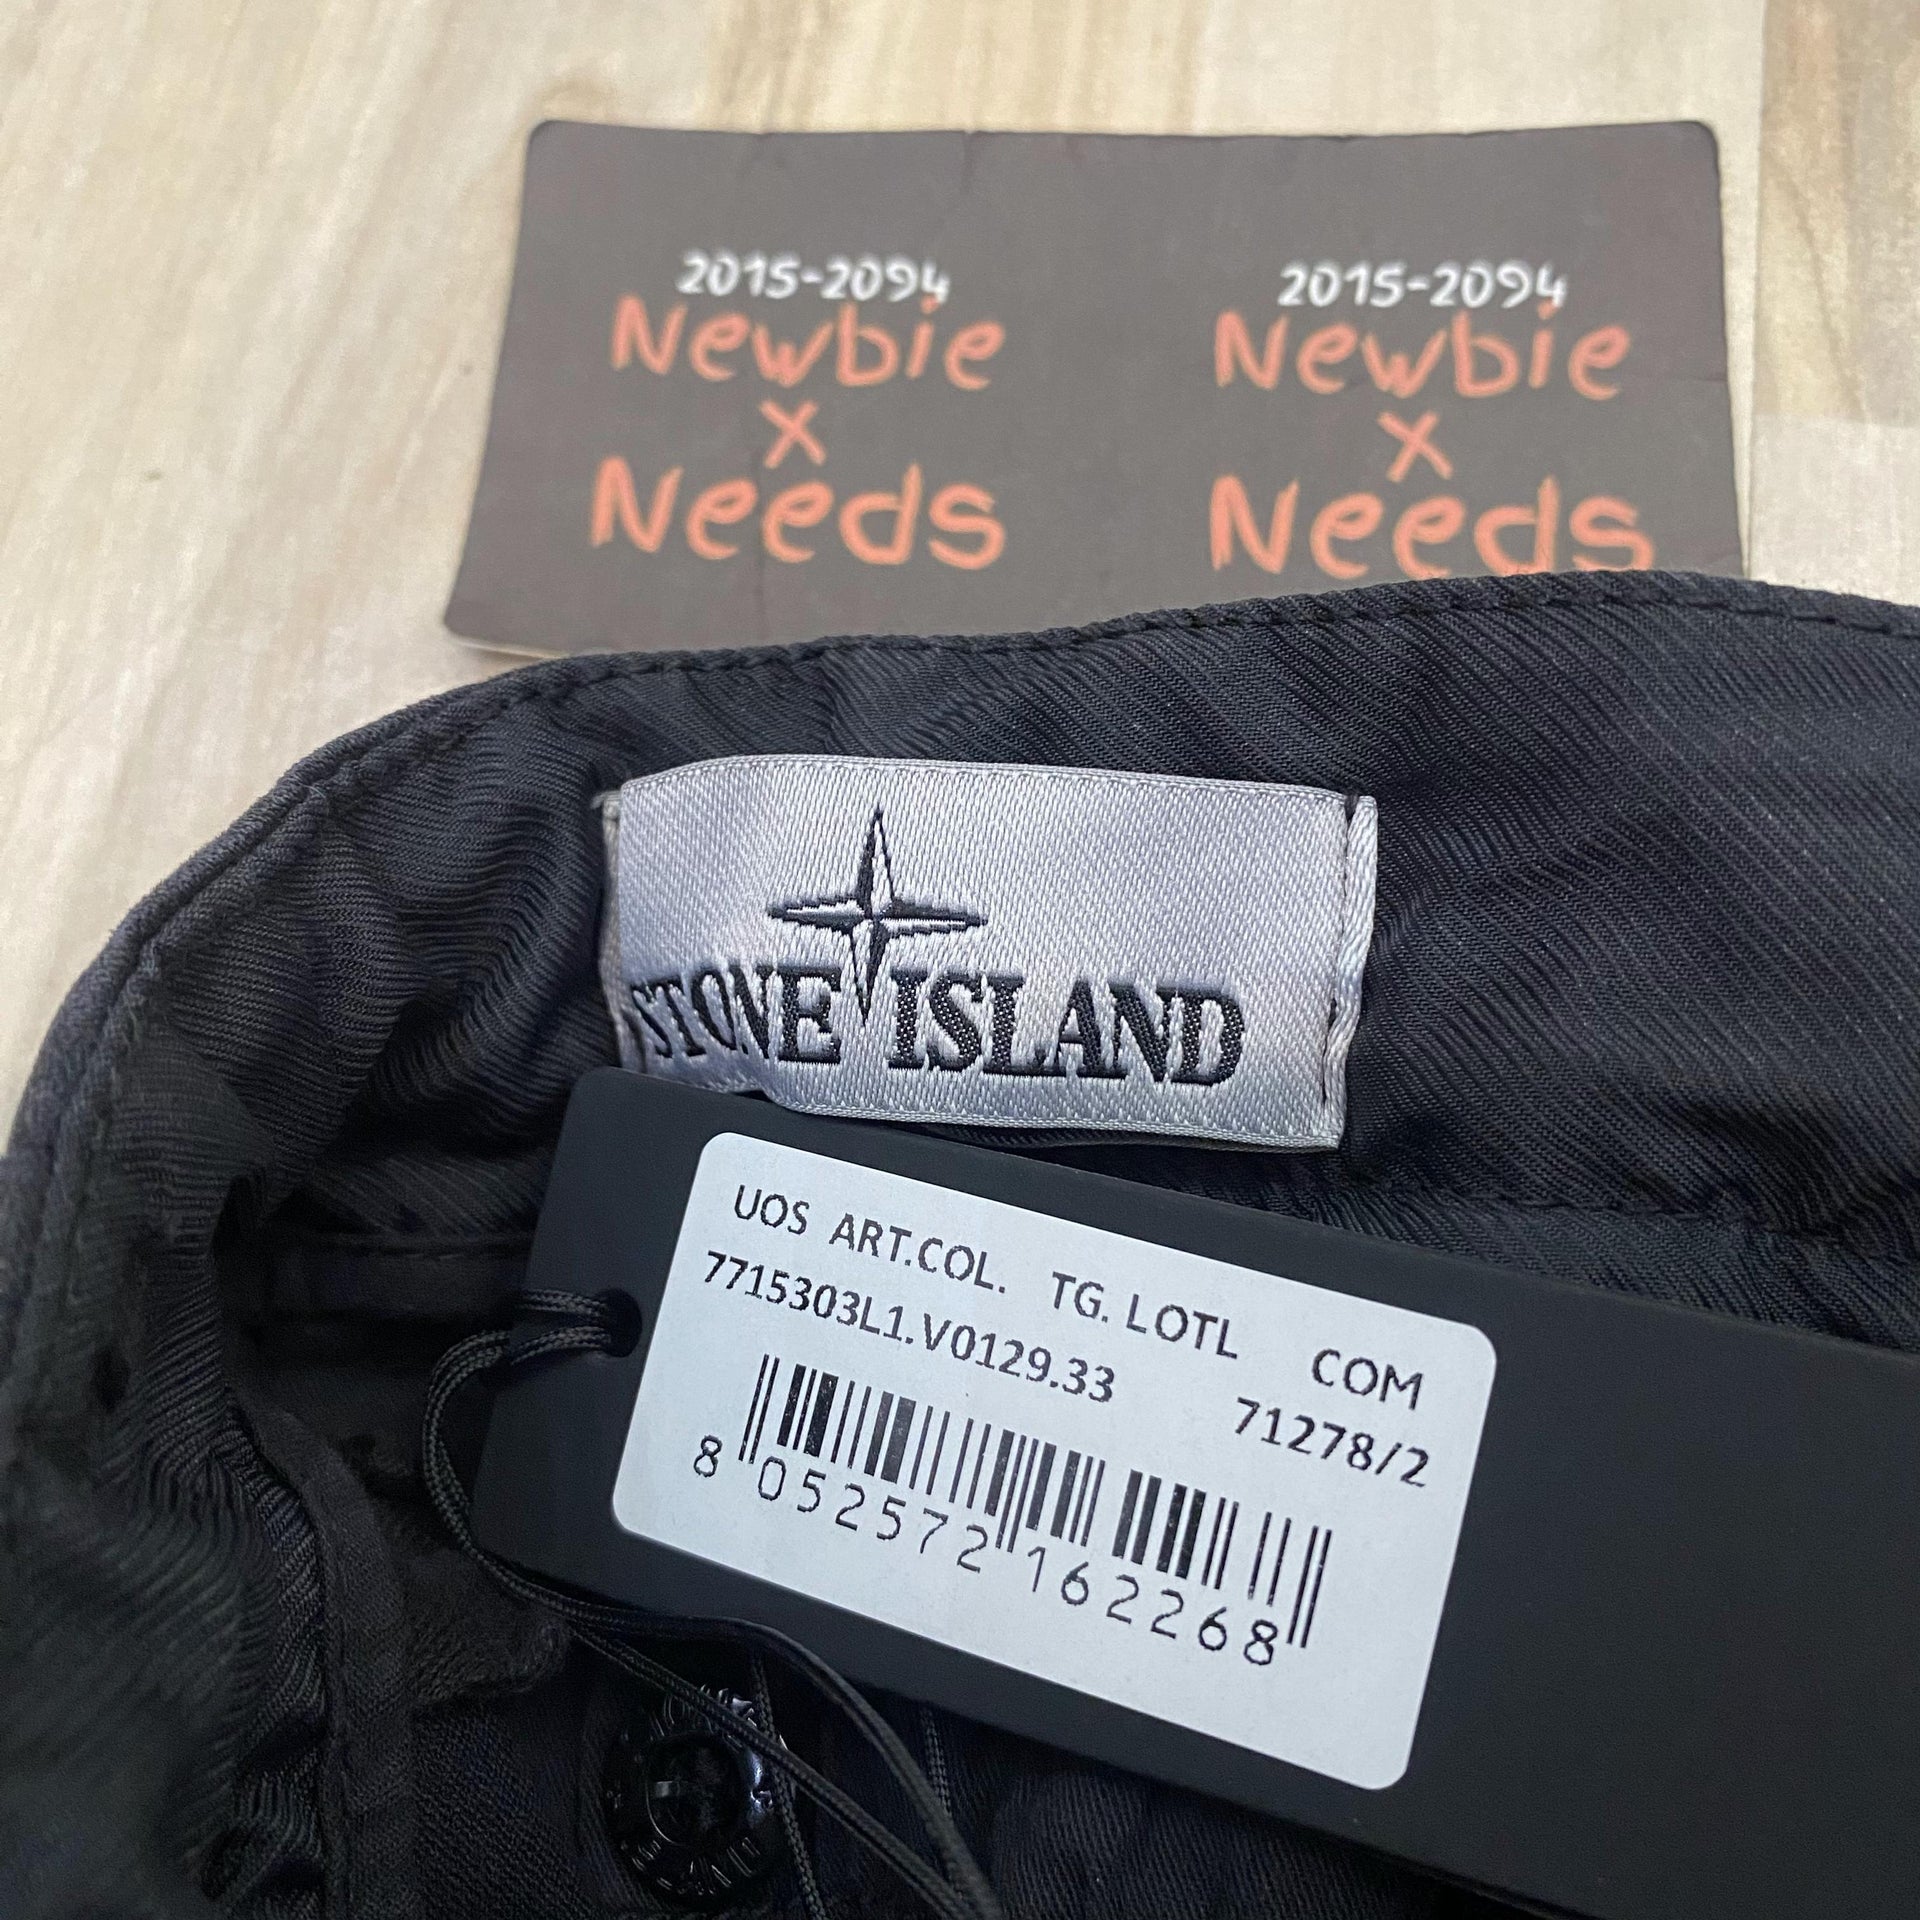 2015-2094
Newbie
x
Needs
2015-2094
Newbie
x
Needs
STONE ISLAND
UOS ART.COL. TG. LOTL COM
7715303L1.V0129.33 71278/2
8 052572 162268